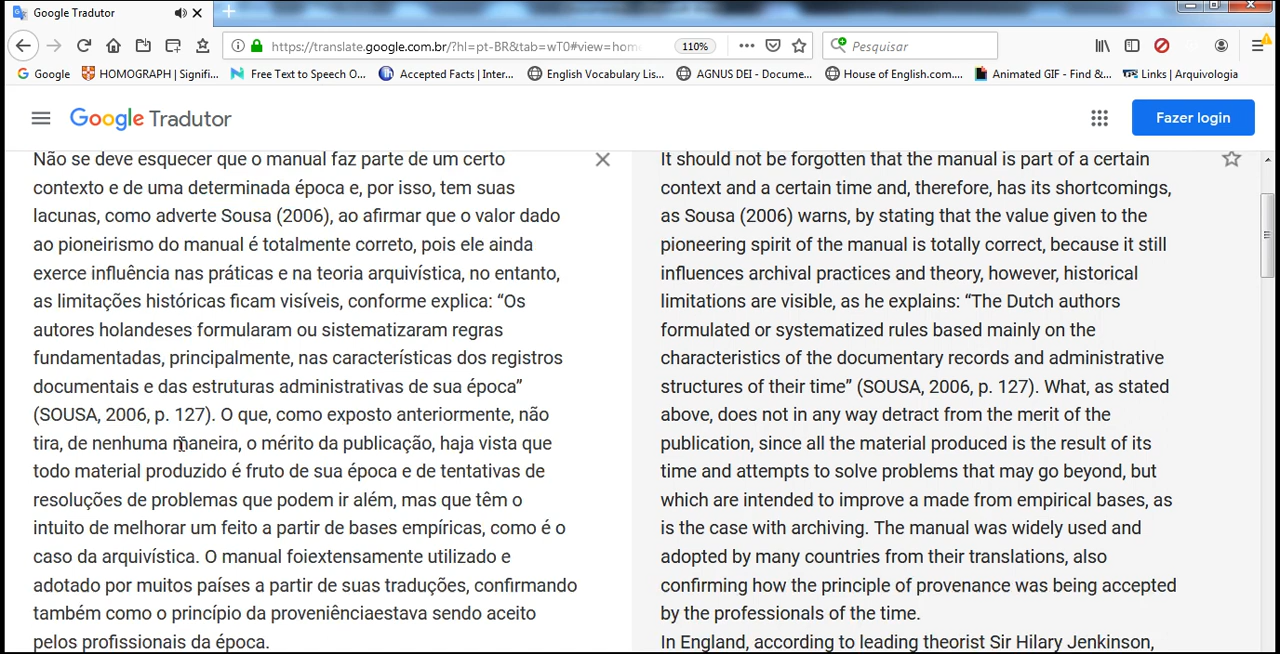 Google Tradutor
https://translate.google.com.br/?hl=pt-BR&tab=wT0#view=hom
110%
Pesquisar
Google
HOMOGRAPH | Signifi...
Free Text to Speech O...
Accepted Facts | Inter...
English Vocabulary Lis...
AGNUS DEI - Docume...
House of English.com....
Animated GIF - Find &...
Links | Arquivologia
Google Tradutor
Fazer login
Não se deve esquecer que o manual faz parte de um certo
contexto e de uma determinada época e, por isso, tem suas
lacunas, como adverte Sousa (2006), ao afirmar que o valor dado
ao pioneirismo do manual é totalmente correto, pois ele ainda
exerce influência nas práticas e na teoria arquivística, no entanto,
as limitações históricas ficam visíveis, conforme explica: “Os
autores holandeses formularam ou sistematizaram regras
fundamentadas, principalmente, nas características dos registros
documentais e das estruturas administrativas de sua época”
(SOUSA, 2006, p. 127). O que, como exposto anteriormente, não
tira, de nenhuma maneira, o mérito da publicação, haja vista que
todo material produzido é fruto de sua época e de tentativas de
resoluções de problemas que podem ir além, mas que têm o
intuito de melhorar um feito a partir de bases empíricas, como é o
caso da arquivística. O manual foiextensamente utilizado e
adotado por muitos países a partir de suas traduções, confirmando
também como o princípio da proveniênciaestava sendo aceito
pelos profissionais da época.
It should not be forgotten that the manual is part of a certain
context and a certain time and, therefore, has its shortcomings,
as Sousa (2006) warns, by stating that the value given to the
pioneering spirit of the manual is totally correct, because it still
influences archival practices and theory, however, historical
limitations are visible, as he explains: “The Dutch authors
formulated or systematized rules based mainly on the
characteristics of the documentary records and administrative
structures of their time” (SOUSA, 2006, p. 127). What, as stated
above, does not in any way detract from the merit of the
publication, since all the material produced is the result of its
time and attempts to solve problems that may go beyond, but
which are intended to improve a made from empirical bases, as
is the case with archiving. The manual was widely used and
adopted by many countries from their translations, also
confirming how the principle of provenance was being accepted
by the professionals of the time.
In England, according to leading theorist Sir Hilary Jenkinson,